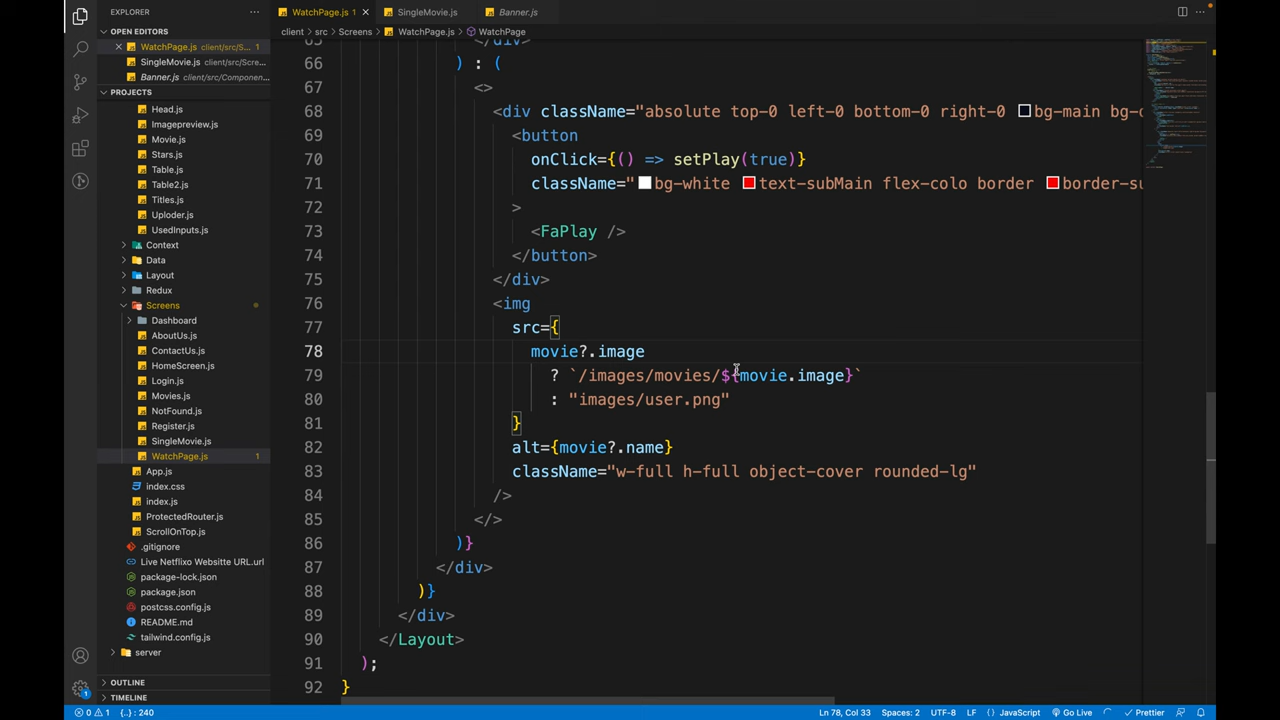 EXPLORER
WatchPage.js 1
SingleMovie.js
Banner.js
OPEN EDITORS
client > src > Screens > WatchPage.js > WatchPage
WatchPage.js client/src/S... 1
SingleMovie.js client/src/Scre...
Banner.js client/src/Componen...
PROJECTS
Head.js
Imagepreview.js
Movie.js
Stars.js
Table.js
Table2.js
Titles.js
Uploder.js
UsedInputs.js
Context
Data
Layout
Redux
Screens
Dashboard
AboutUs.js
ContactUs.js
HomeScreen.js
Login.js
Movies.js
NotFound.js
Register.js
SingleMovie.js
WatchPage.js 1
App.js
index.css
index.js
ProtectedRouter.js
ScrollOnTop.js
.gitignore
Live Netflixo Websitte URL.url
package-lock.json
package.json
postcss.config.js
README.md
tailwind.config.js
server
OUTLINE
TIMELINE
65 </div>
66 ) : (
67 <>
68 <div className="absolute top-0 left-0 bottom-0 right-0 bg-main bg-o
69 <button
70 onClick={() => setPlay(true)}
71 className="bg-white text-subMain flex-colo border border-su
72 >
73 <FaPlay />
74 </button>
75 </div>
76 <img
77 src={
78 movie?.image
79 ? `/images/movies/${movie.image}`
80 : "images/user.png"
81 }
82 alt={movie?.name}
83 className="w-full h-full object-cover rounded-lg"
84 />
85 </>
86 )}
87 </div>
88 )}
89 </div>
90 </Layout>
91 );
92 }
0 1 {..} : 240
Ln 78, Col 33 Spaces: 2 UTF-8 LF {} JavaScript Go Live Prettier